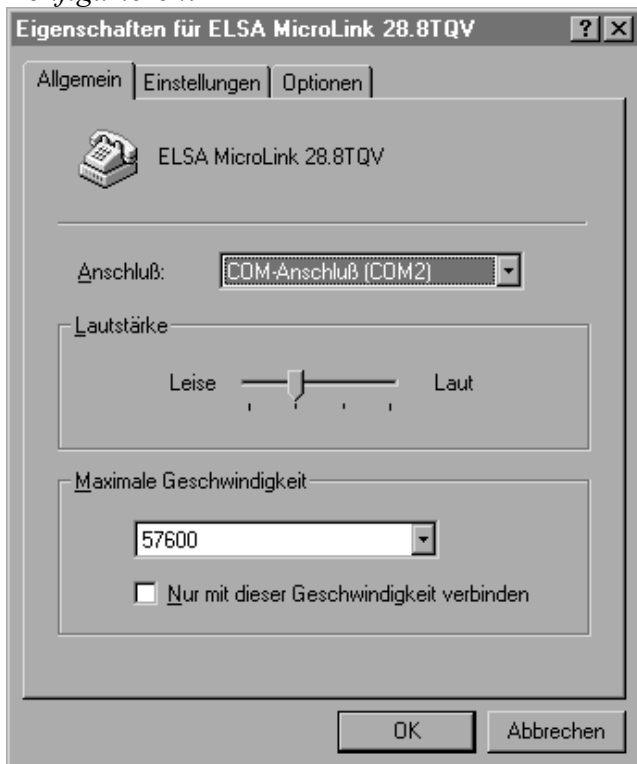 Eigenschaften für ELSA MicroLink 28.8TQV
Allgemein Einstellungen Optionen
ELSA MicroLink 28.8TQV
Anschluß: COM-Anschluß (COM2)
Lautstärke
Leise Laut
Maximale Geschwindigkeit
57600
Nur mit dieser Geschwindigkeit verbinden
OK Abbrechen